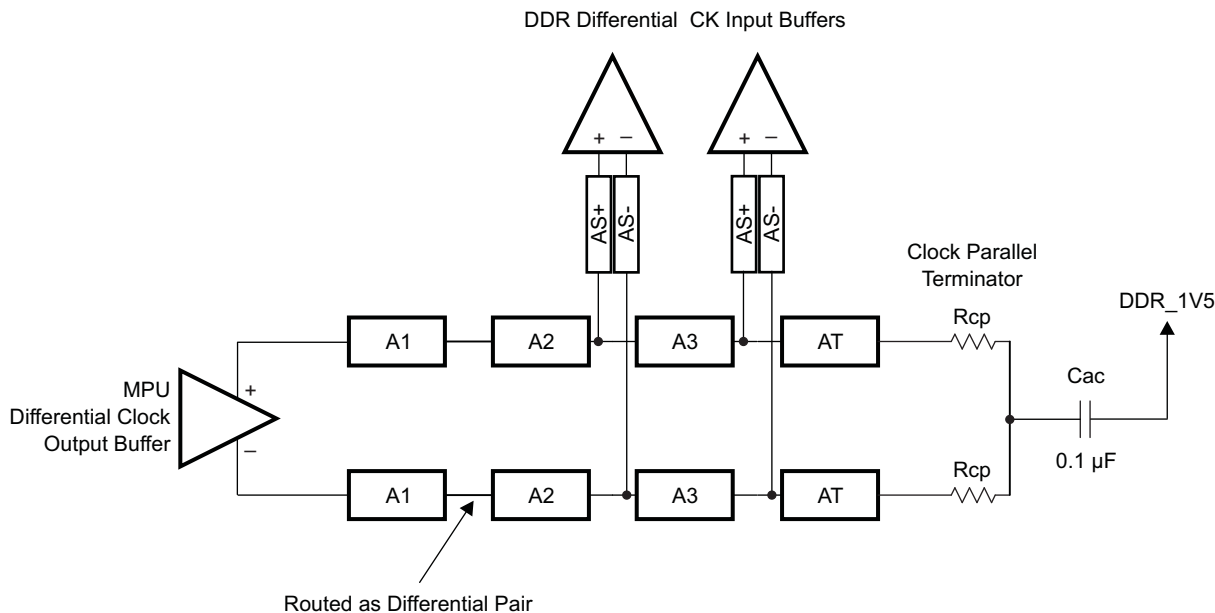 DDR Differential CK Input Buffers
+ −
+ −
AS+
AS-
AS+
AS-
Clock Parallel
Terminator
DDR_1V5
Rcp
A1
A2
A3
AT
Cac
MPU
Differential Clock
Output Buffer
+
−
0.1 µF
Rcp
A1
A2
A3
AT
Routed as Differential Pair